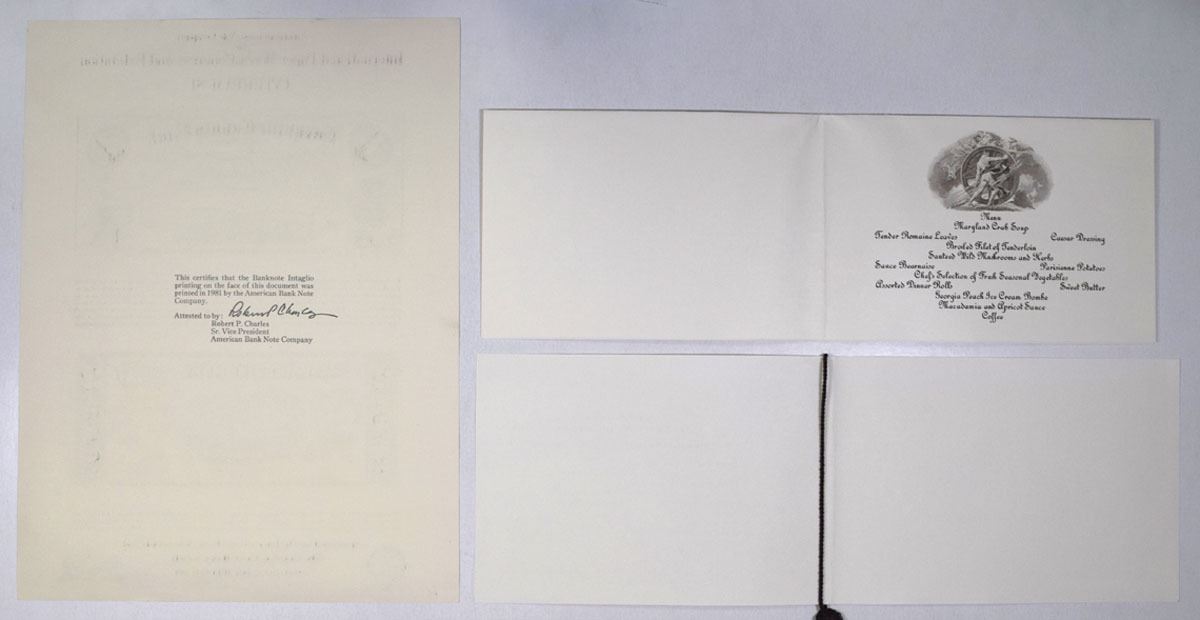 This certifies that the Banknote Intaglio
printing on the face of this document was
printed in 1981 by the American Bank Note
Company.
Attested to by: Robert P Charles
Robert P. Charles
Sr. Vice President
American Bank Note Company
Menu
Maryland Crab Soup
Tender Romaine Leaves Caesar Dressing
Broiled Filet of Tenderloin
Sauteed Wild Mushrooms and Herbs
Sauce Bearnaise Parisienne Potatoes
Chef's Selection of Fresh Seasonal Vegetables
Assorted Dinner Rolls Sweet Butter
Georgia Peach Ice Cream Bombe
Macadamia and Apricot Sauce
Coffee